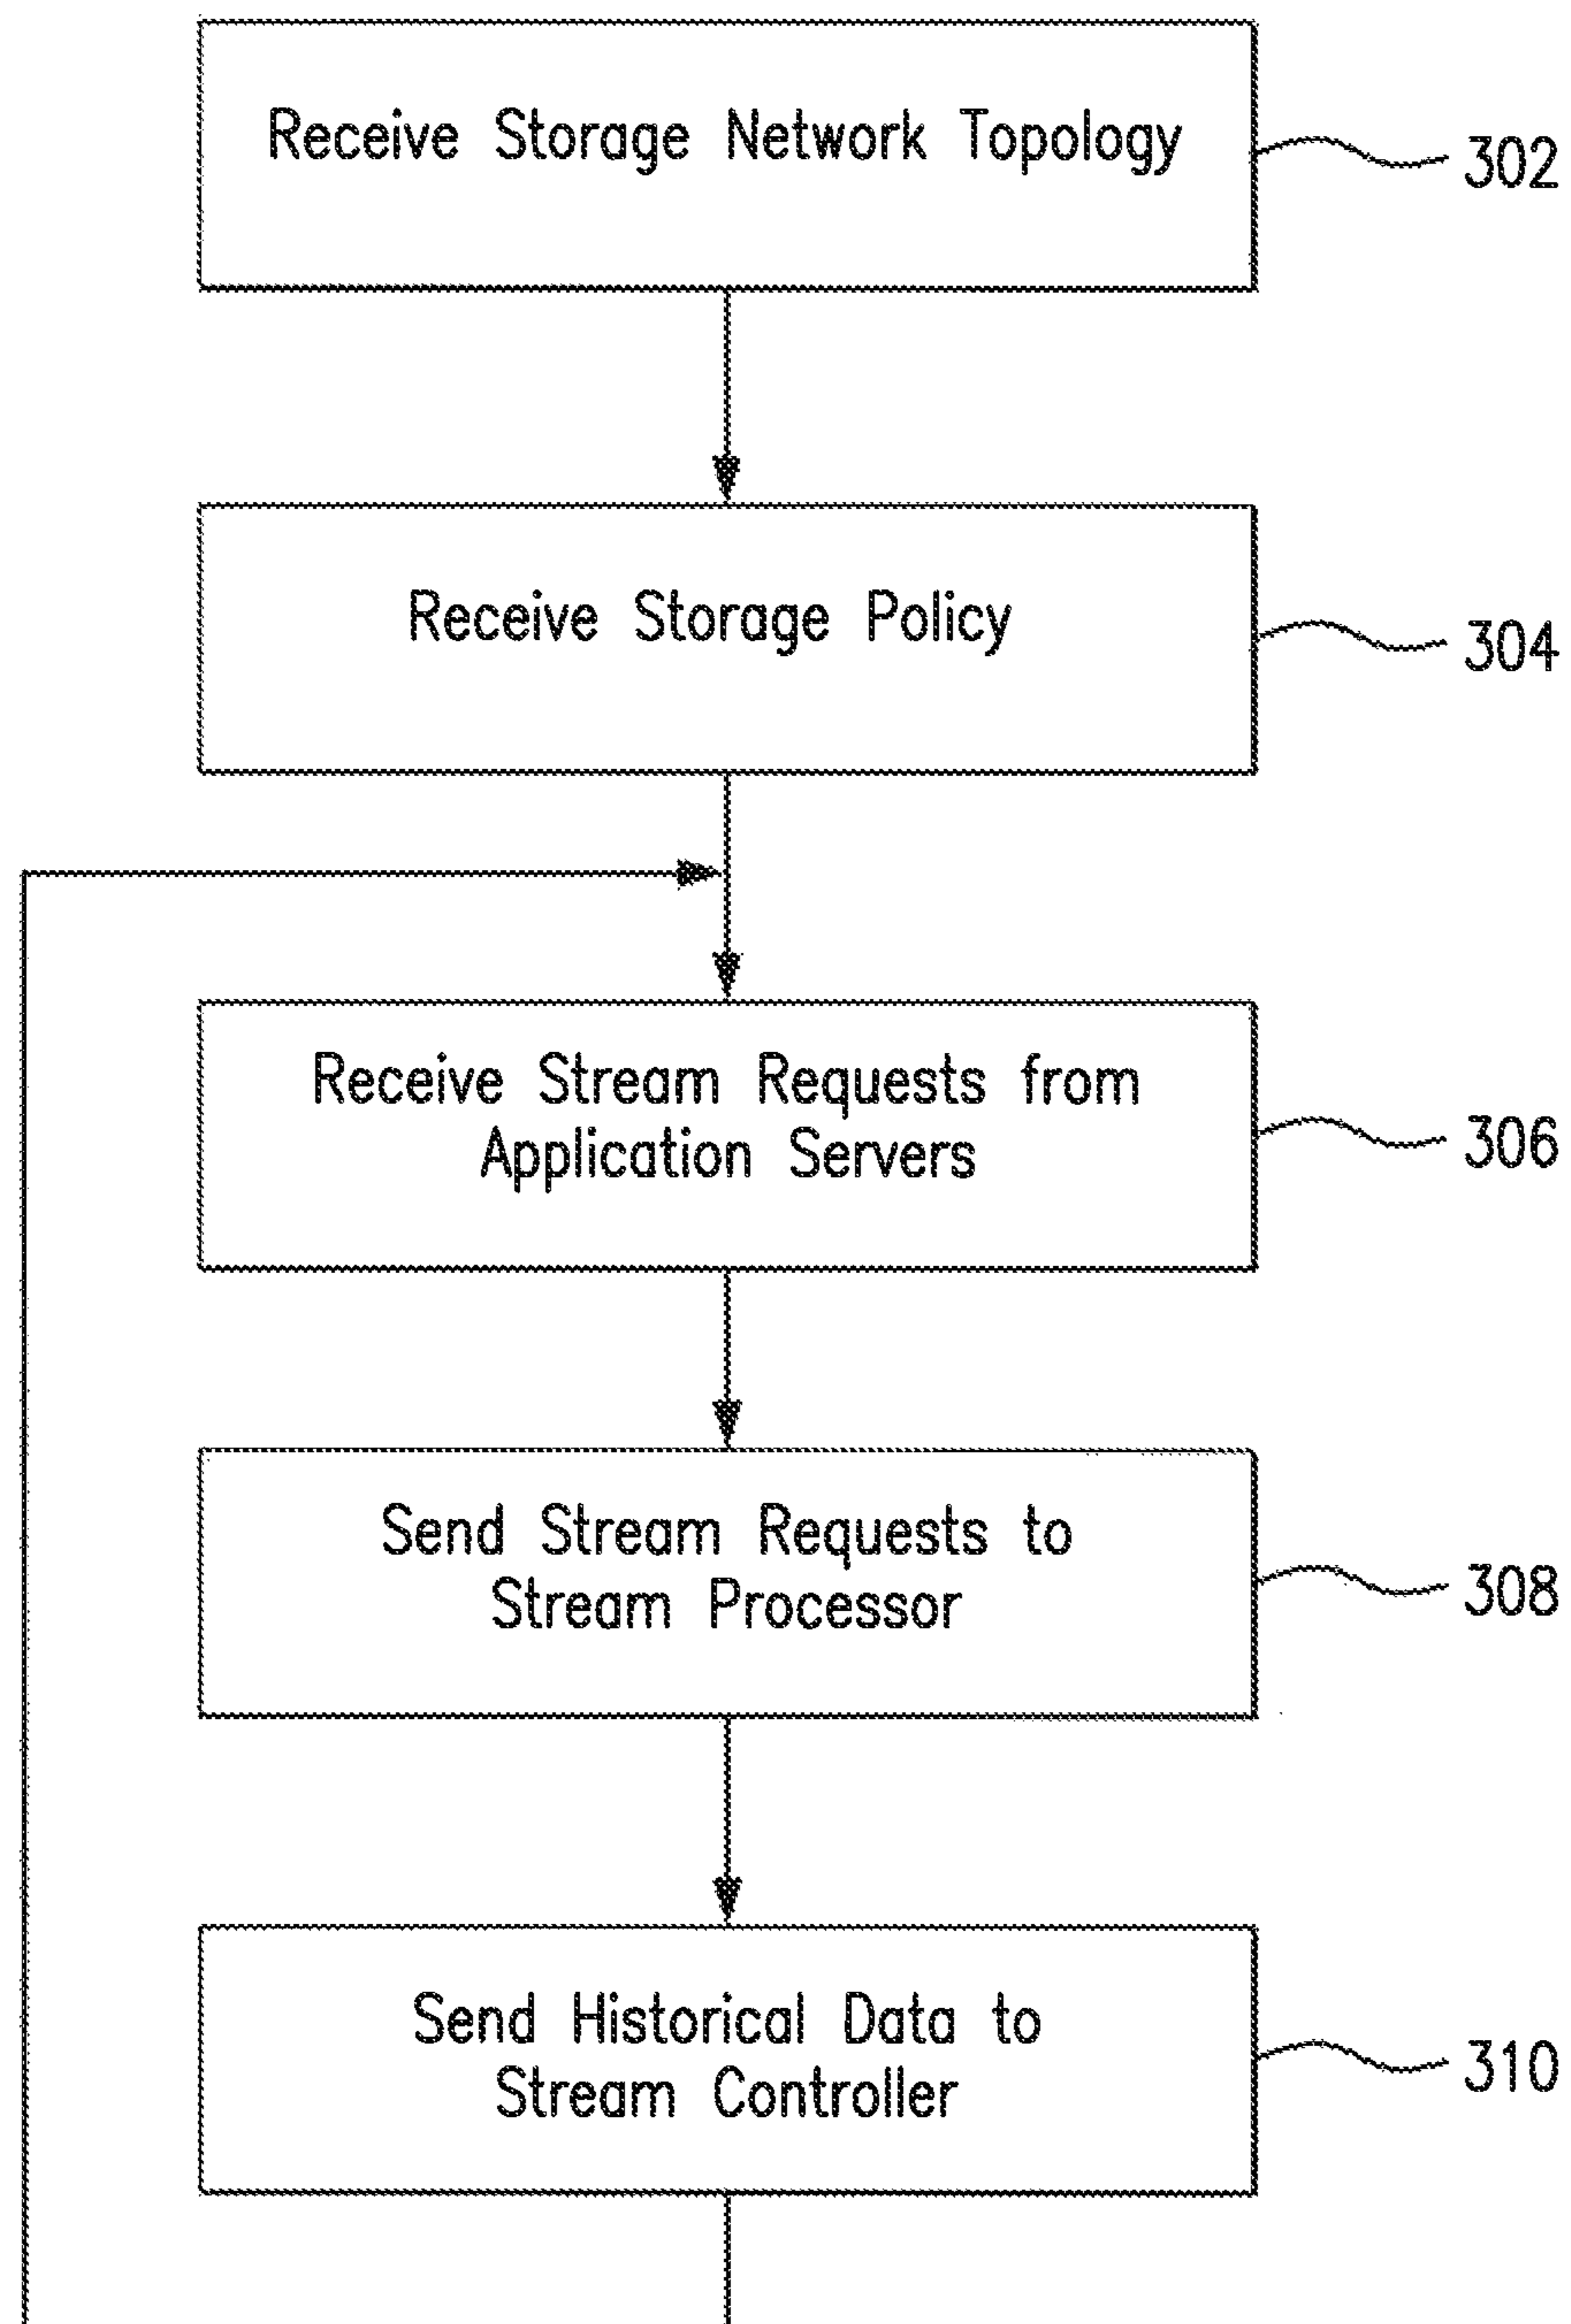 Receive Storage Network Topology
302
Receive Storage Policy
304
Receive Stream Requests from
Application Servers
306
Send Stream Requests to
Stream Processor
308
Send Historical Data to
Stream Controller
310